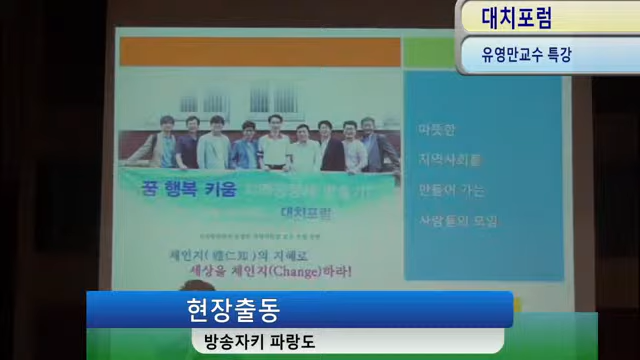 대치포럼
유영만교수 특강
따뜻한
지역사회를
만들어 가는
사람들의 모임
꿈 행복 키움
대치포럼
체인지(體仁知)의 지혜로
세상을 체인지(Change)하라!
현장출동
방송자키 파랑도